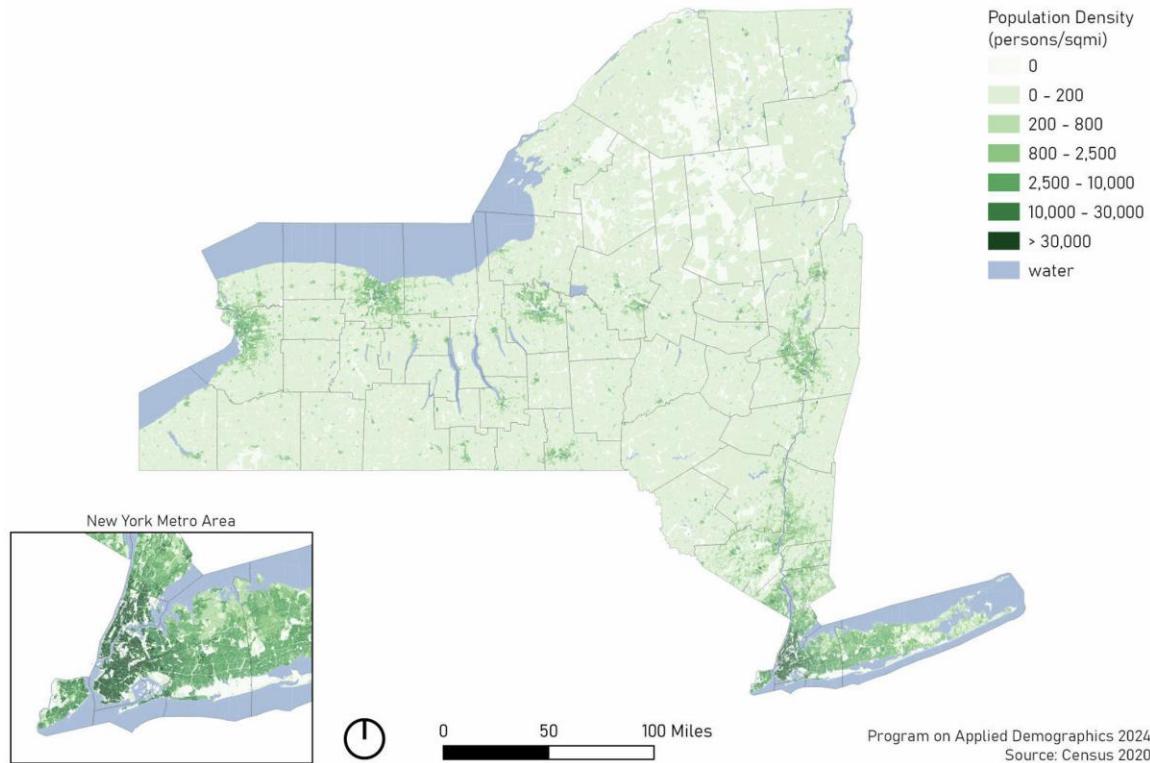 Population Density
(persons/sqmi)
0
0 - 200
200 - 800
800 - 2,500
2,500 - 10,000
10,000 - 30,000
> 30,000
water
New York Metro Area
0 50 100 Miles
Program on Applied Demographics 2024
Source: Census 2020